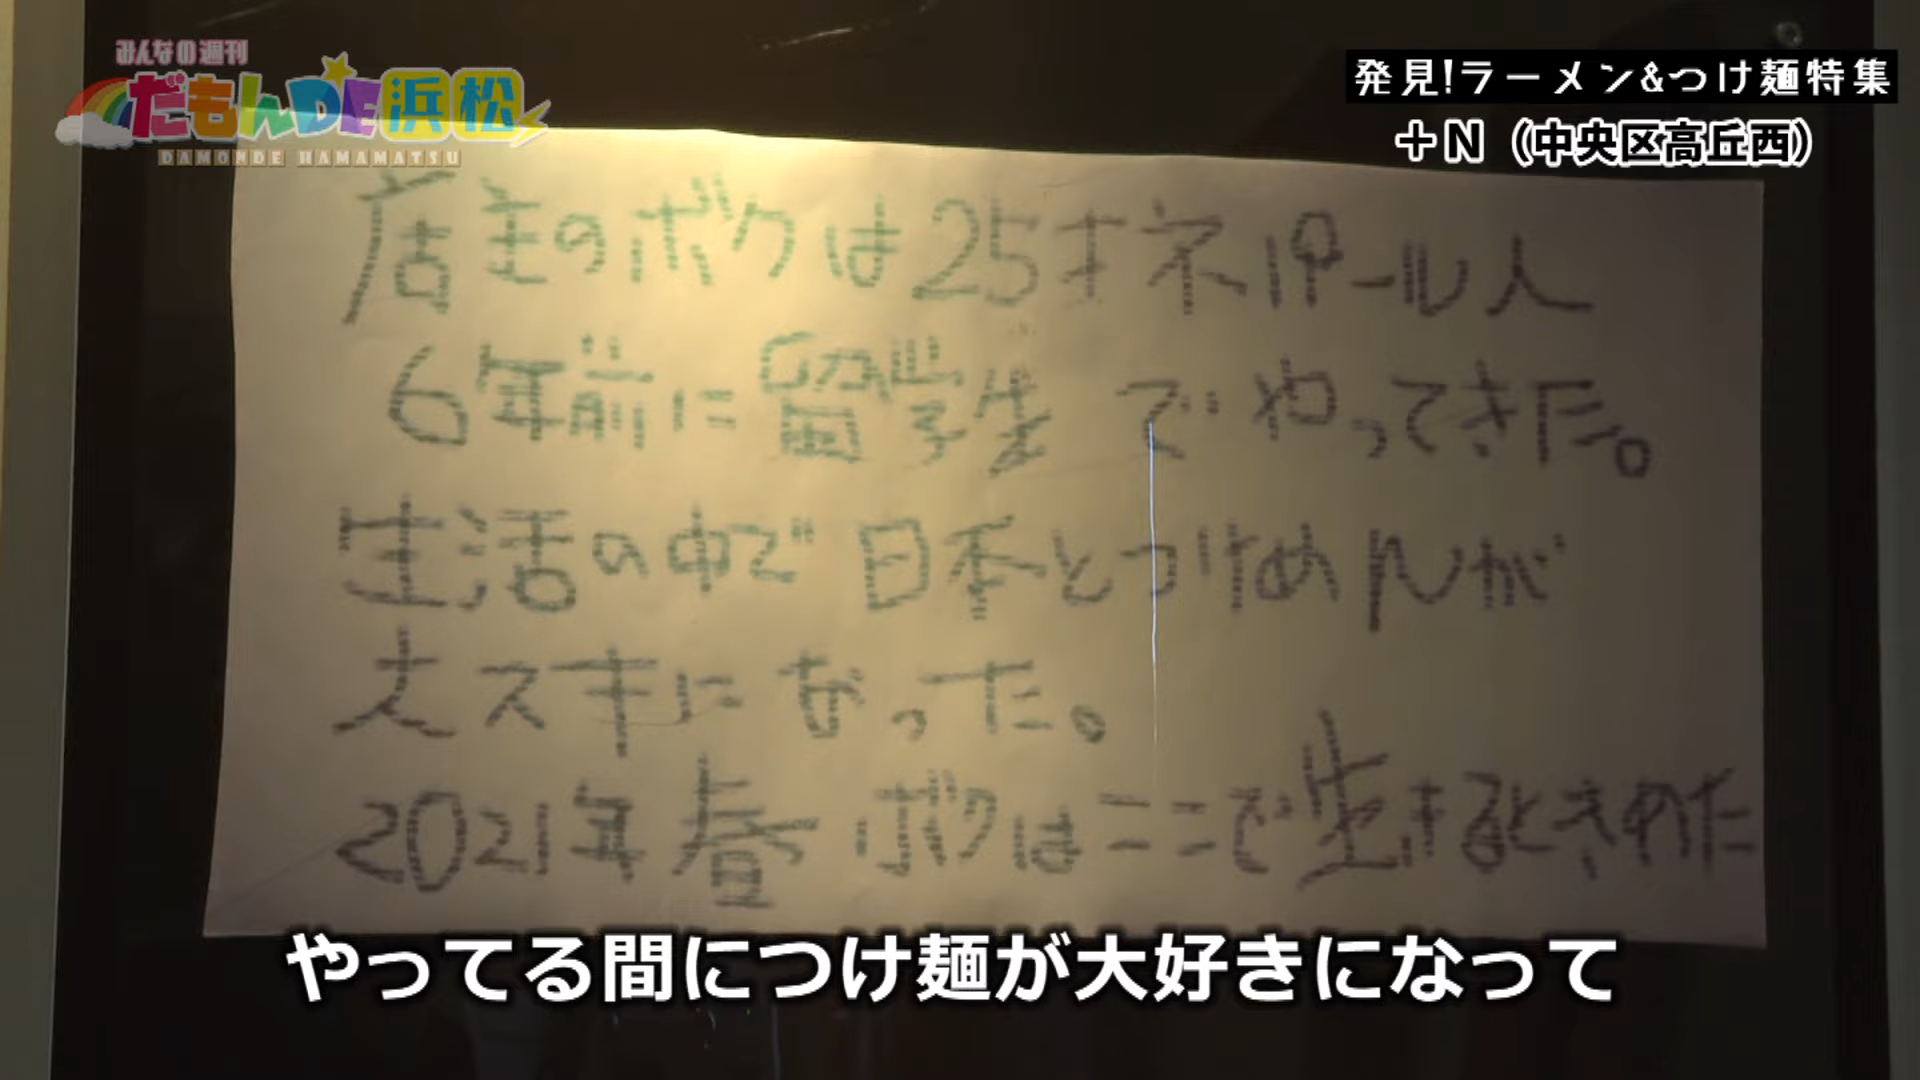 みんなの週刊
だもんDE浜松
DAMONDE HAMAMATSU
発見!ラーメン&つけ麺特集
+N（中央区高丘西）
店主のボクは25才ネパール人
6年前に留学生でやってきた。
生活の中で日本とつけめんが
大スキになった。
2021年春ボクはここで生きるときめた
やってる間につけ麺が大好きになって